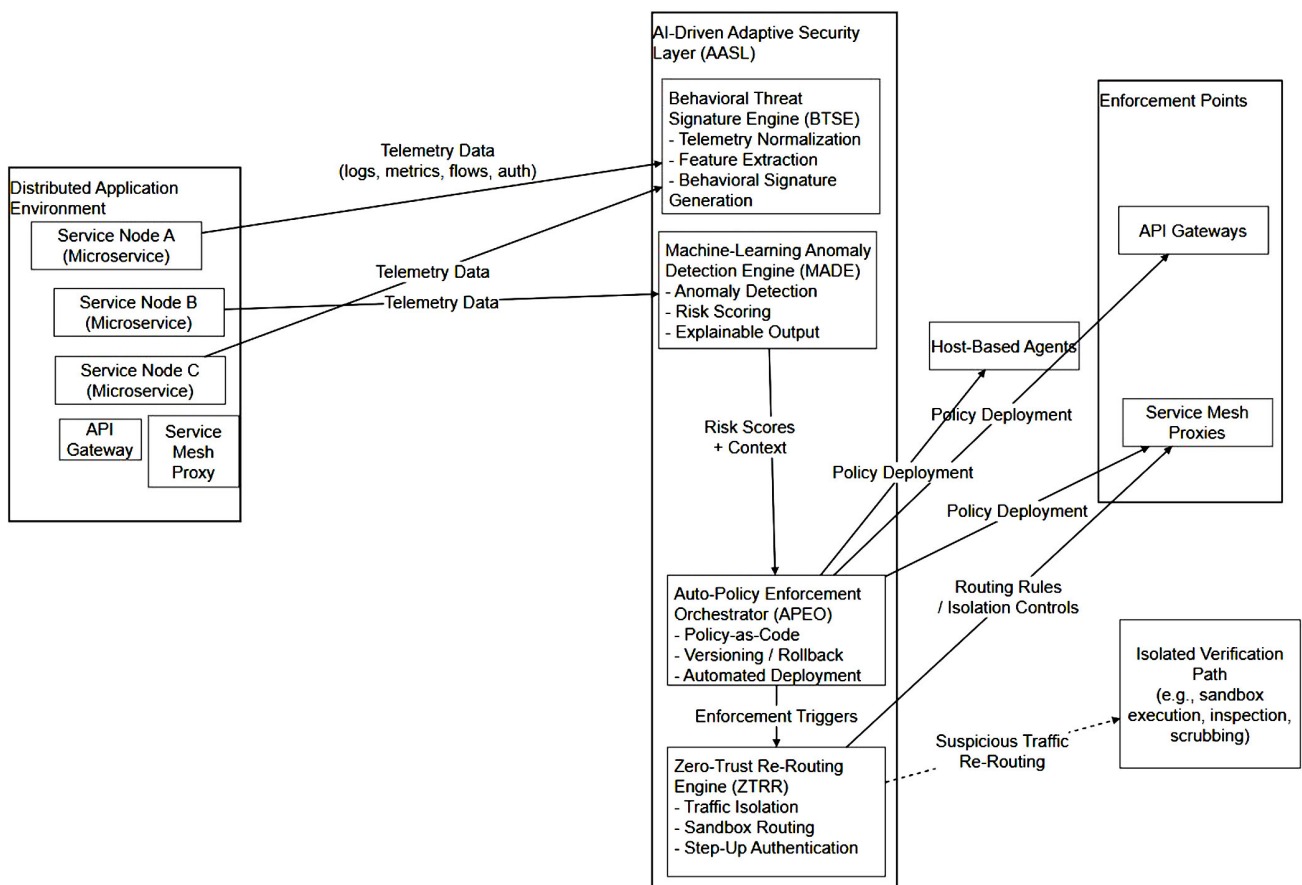 AI-Driven Adaptive Security
Layer (AASL)
Behavioral Threat
Signature Engine (BTSE)
- Telemetry Normalization
- Feature Extraction
- Behavioral Signature
Generation
Enforcement Points
Telemetry Data
(logs, metrics, flows, auth)
Distributed Application
Environment
Service Node A
(Microservice)
API Gateways
Machine-Learning Anomaly
Detection Engine (MADE)
- Anomaly Detection
- Risk Scoring
- Explainable Output
Telemetry Data
Telemetry Data
Service Node B
(Microservice)
Host-Based Agents
Service Node C
(Microservice)
API
Gateway
Service
Mesh
Proxy
Risk Scores
+ Context
Policy Deployment
Service Mesh
Proxies
Policy Deployment
Policy Deployment
Auto-Policy Enforcement
Orchestrator (APEO)
- Policy-as-Code
- Versioning / Rollback
- Automated Deployment
Routing Rules
/ Isolation Controls
Enforcement Triggers
Isolated Verification
Path
(e.g., sandbox
execution, inspection,
scrubbing)
Suspicious Traffic
Re-Routing
Zero-Trust Re-Routing
Engine (ZTRR)
- Traffic Isolation
- Sandbox Routing
- Step-Up Authentication